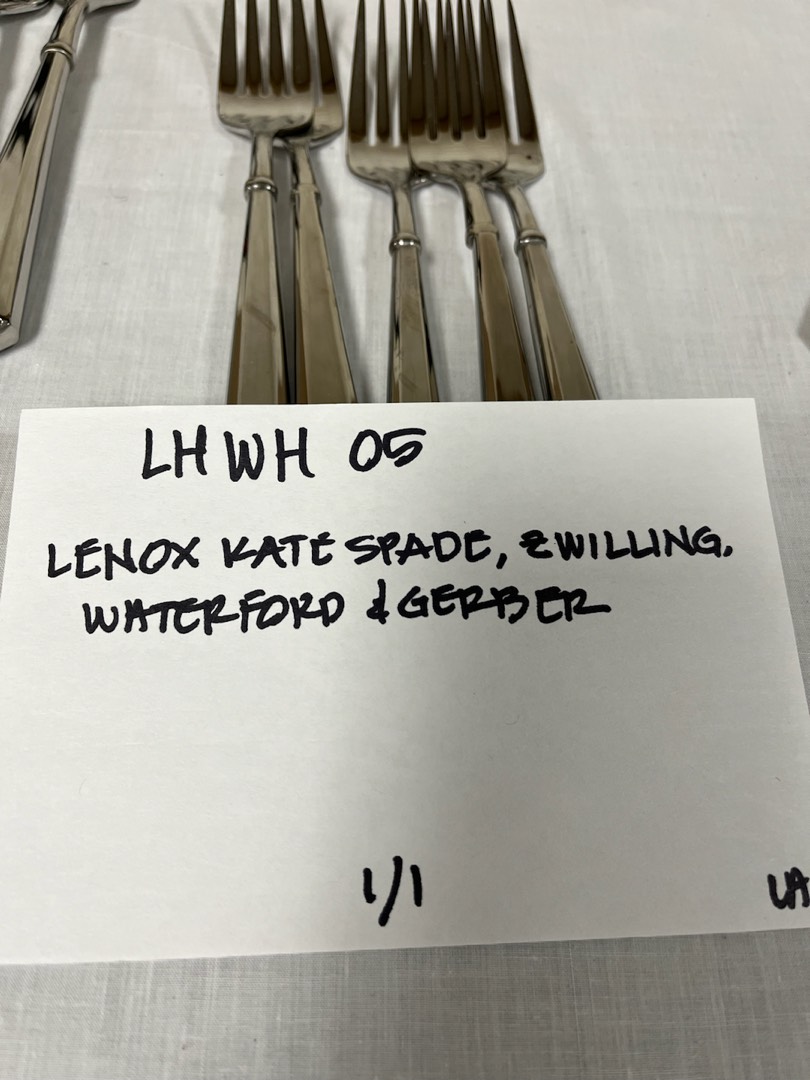 LHWH 05
LENOX KATE SPADE, ZWILLING,
WATERFORD & GERBER
1/1